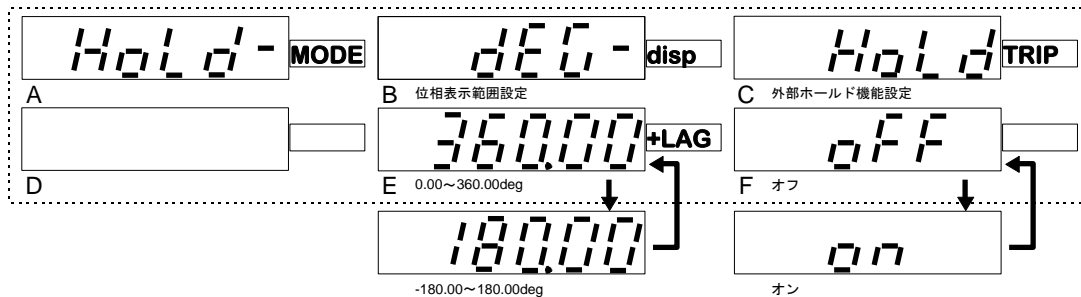 HoLd- MODE dEG- disp HoLd TRIP
A B 位相表示範囲設定 C 外部ホールド機能設定
360.00 +LAG oFF
D E 0.00～360.00deg F オフ
180.00 on
-180.00～180.00deg オン